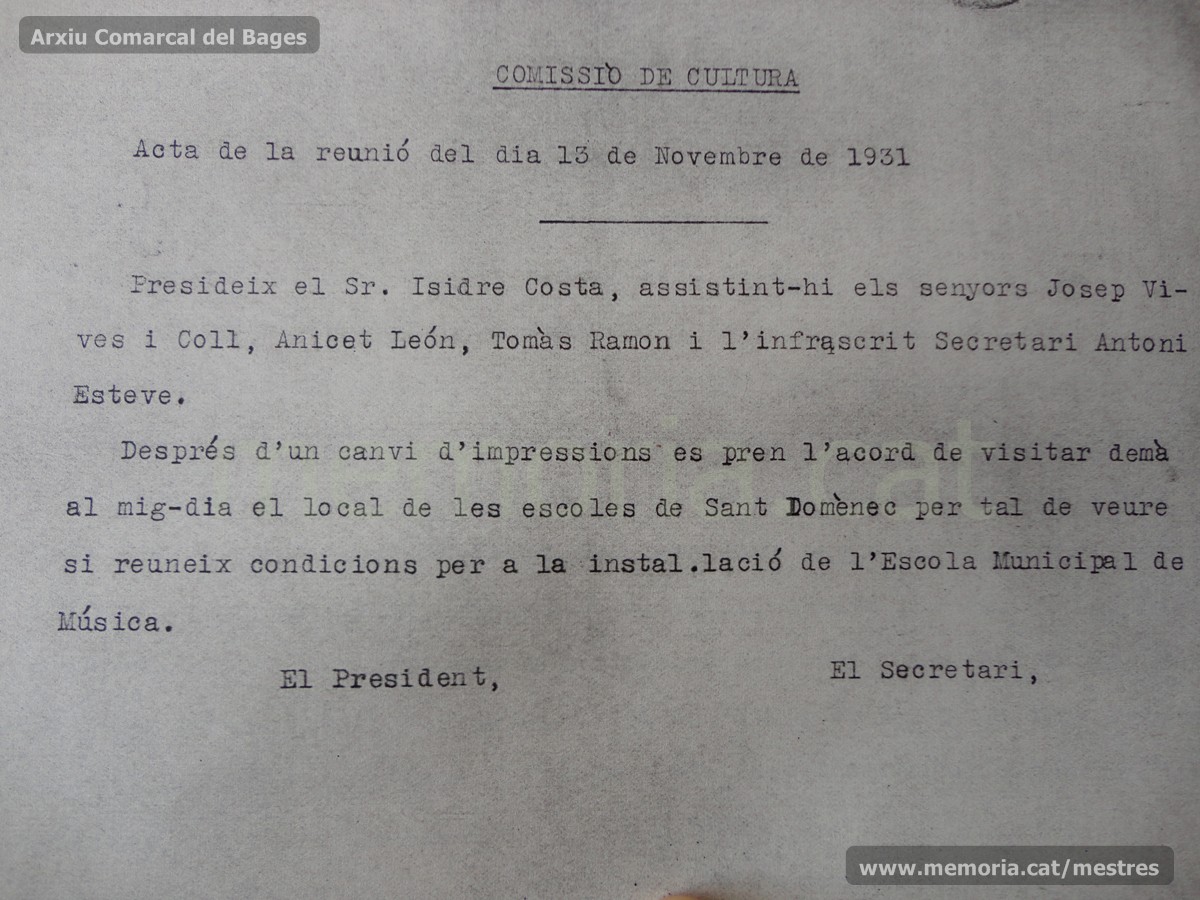 Arxiu Comarcal del Bages
COMISSIÒ DE CULTURA
Acta de la reunió del dia 13 de Novembre de 1931
Presideix el Sr. Isidre Costa, assistint-hi els senyors Josep Vi-
ves i Coll, Anicet León, Tomàs Ramon i l'infrascrit Secretari Antoni
Esteve.
Després d'un canvi d'impressions es pren l'acord de visitar demà
al mig-dia el local de les escoles de Sant Domènec per tal de veure
si reuneix condicions per a la instal.lació de l'Escola Municipal de
Música.
El President, El Secretari,
memoria.cat
www.memoria.cat/mestres